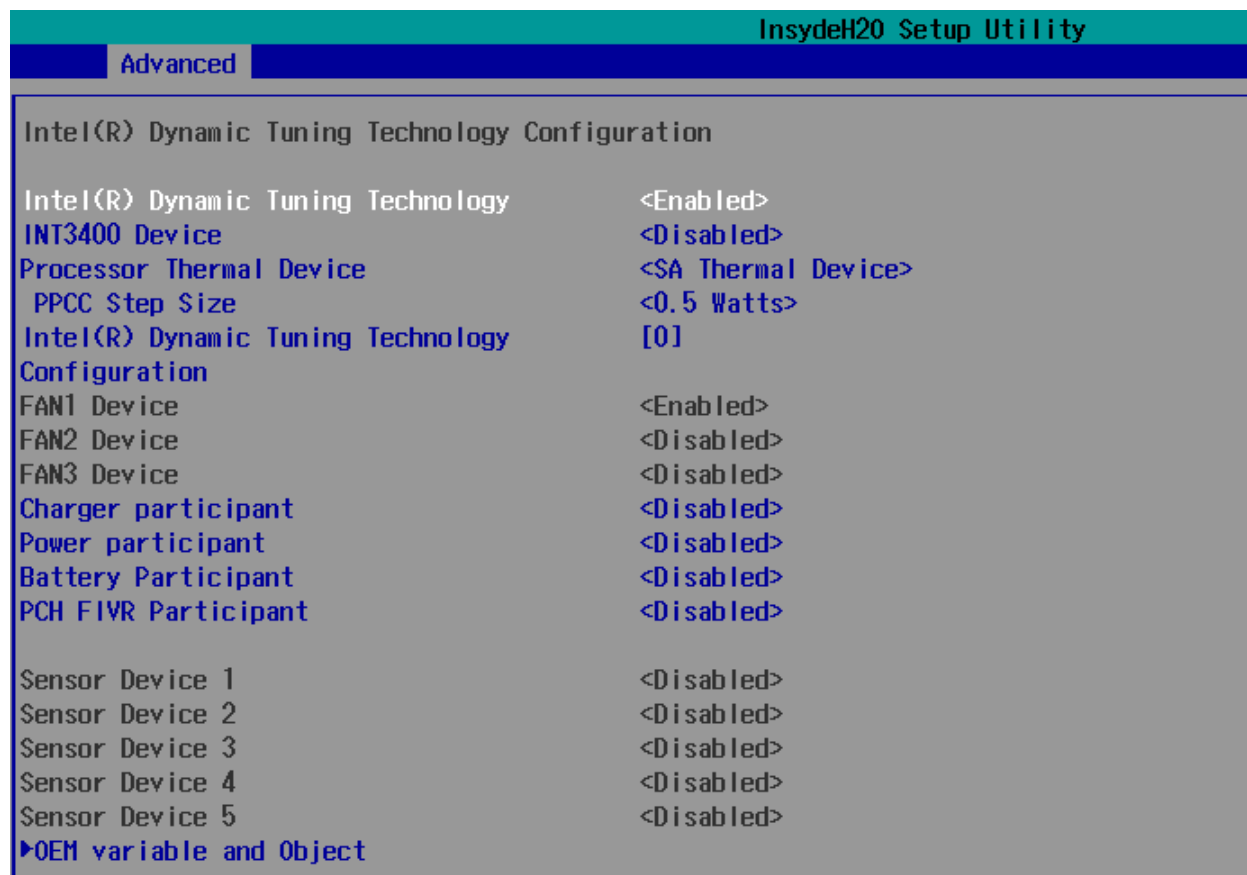 InsydeH20 Setup Utility
Advanced
Intel(R) Dynamic Tuning Technology Configuration
Intel(R) Dynamic Tuning Technology <Enabled>
INT3400 Device <Disabled>
Processor Thermal Device <SA Thermal Device>
PPCC Step Size <0.5 Watts>
Intel(R) Dynamic Tuning Technology [0]
Configuration
FAN1 Device <Enabled>
FAN2 Device <Disabled>
FAN3 Device <Disabled>
Charger participant <Disabled>
Power participant <Disabled>
Battery Participant <Disabled>
PCH FIVR Participant <Disabled>
Sensor Device 1 <Disabled>
Sensor Device 2 <Disabled>
Sensor Device 3 <Disabled>
Sensor Device 4 <Disabled>
Sensor Device 5 <Disabled>
▶OEM variable and Object